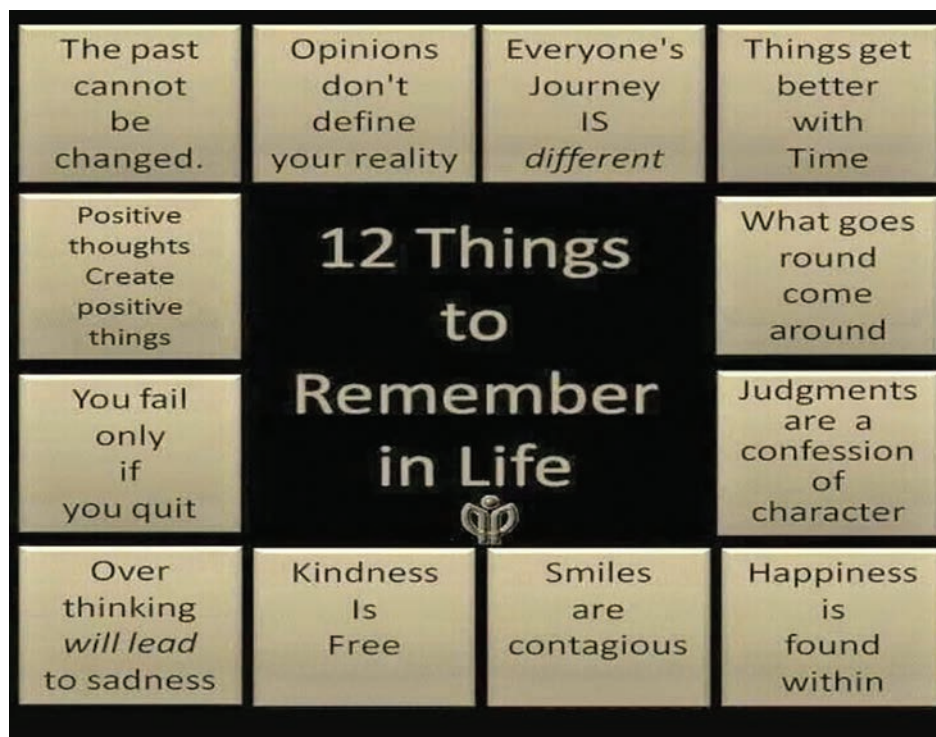 The past
cannot
be
changed.
Opinions
don't
define
your reality
Everyone's
Journey
IS
different
Things get
better
with
Time
Positive
thoughts
Create
positive
things
12 Things
to
Remember
in Life
What goes
round
come
around
You fail
only
if
you quit
Judgments
are a
confession
of
character
Over
thinking
will lead
to sadness
Kindness
Is
Free
Smiles
are
contagious
Happiness
is
found
within